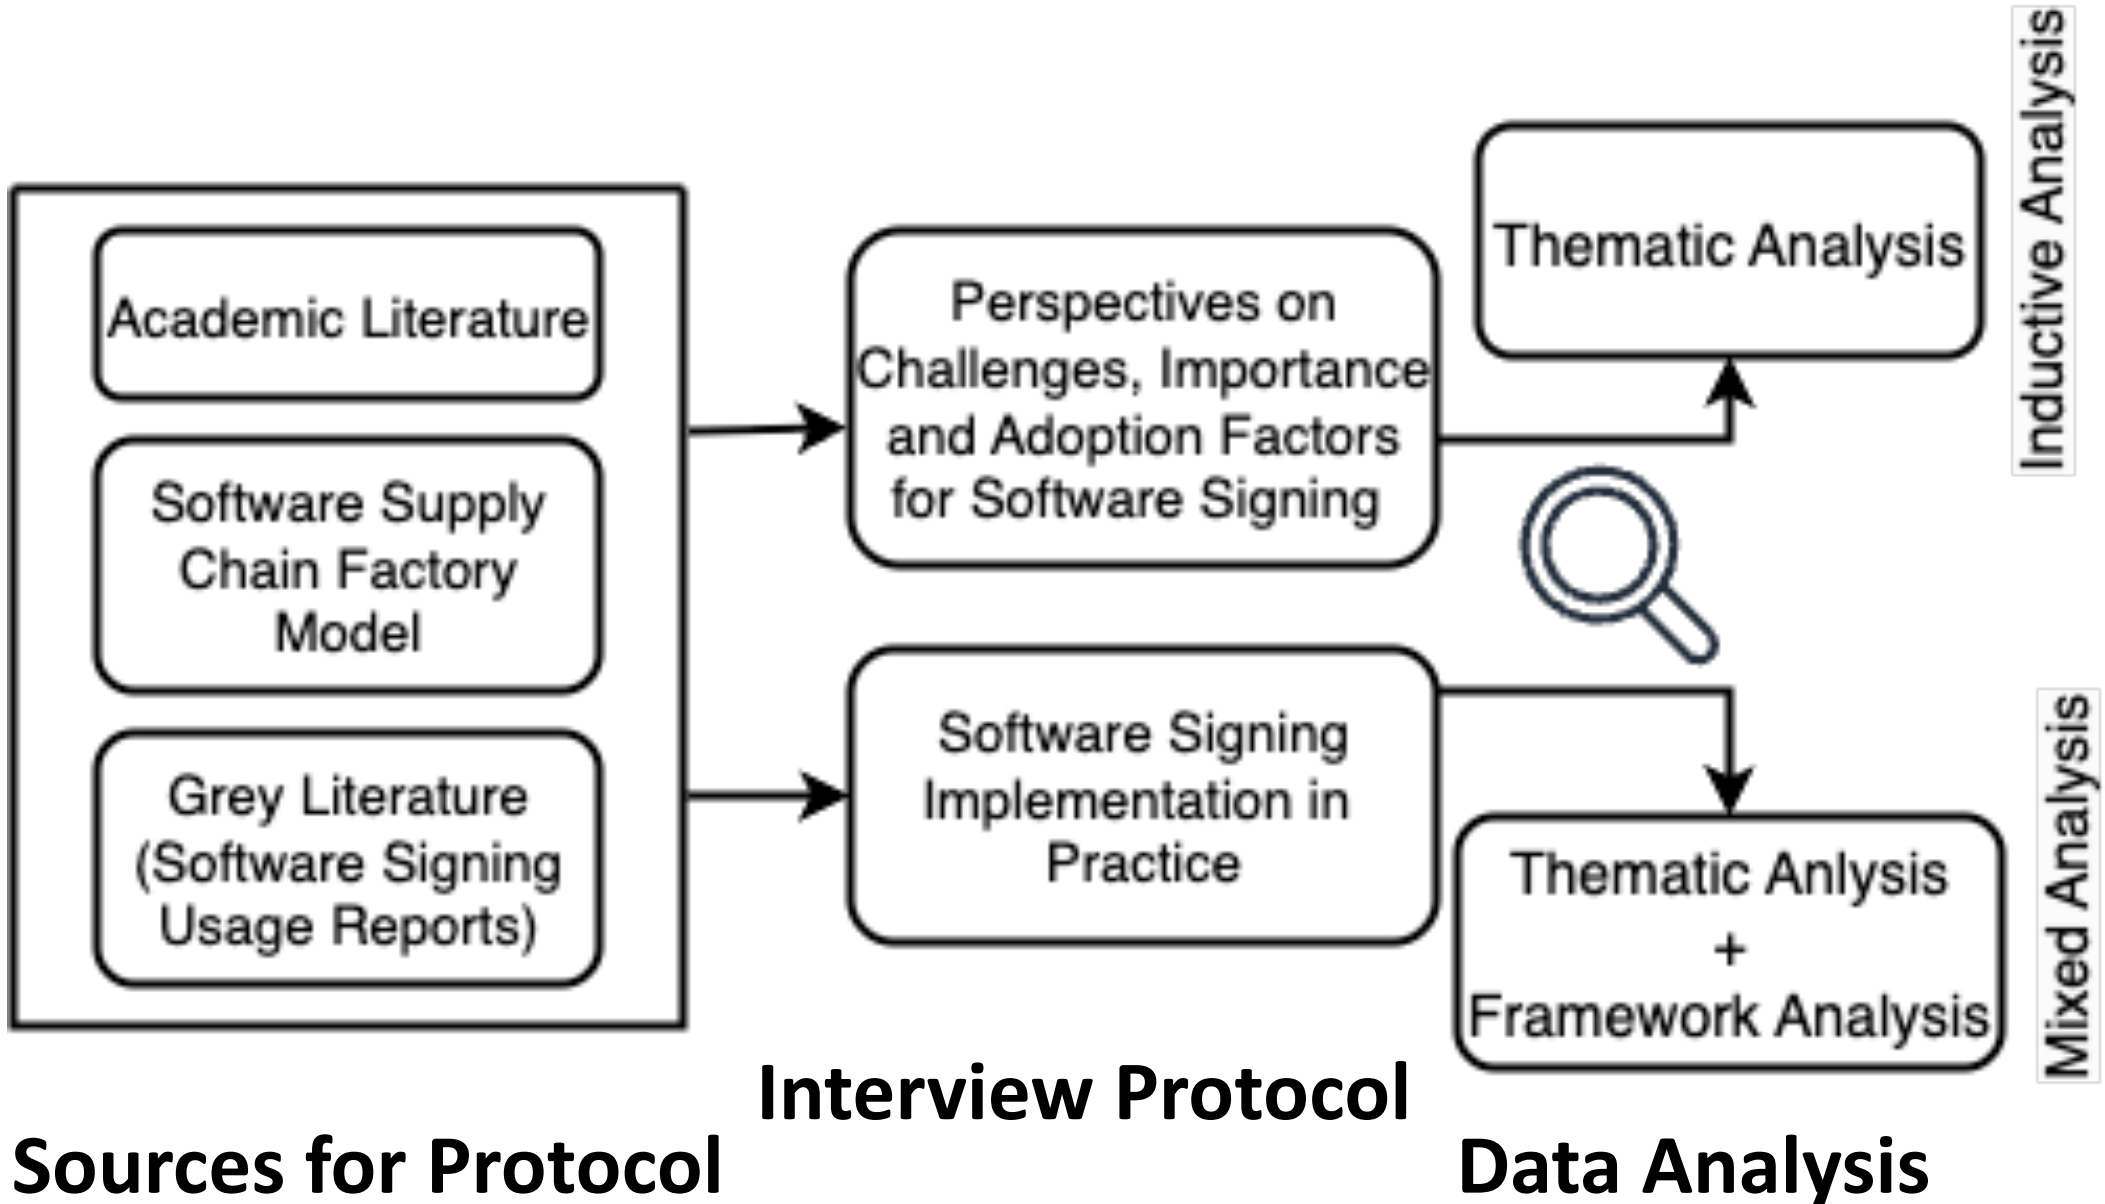 Academic Literature
Software Supply
Chain Factory
Model
Grey Literature
(Software Signing
Usage Reports)
Sources for Protocol
Perspectives on
Challenges, Importance
and Adoption Factors
for Software Signing
Software Signing
Implementation in
Practice
Interview Protocol
Thematic Analysis
Inductive Analysis
Thematic Anlysis
+
Framework Analysis
Mixed Analysis
Data Analysis